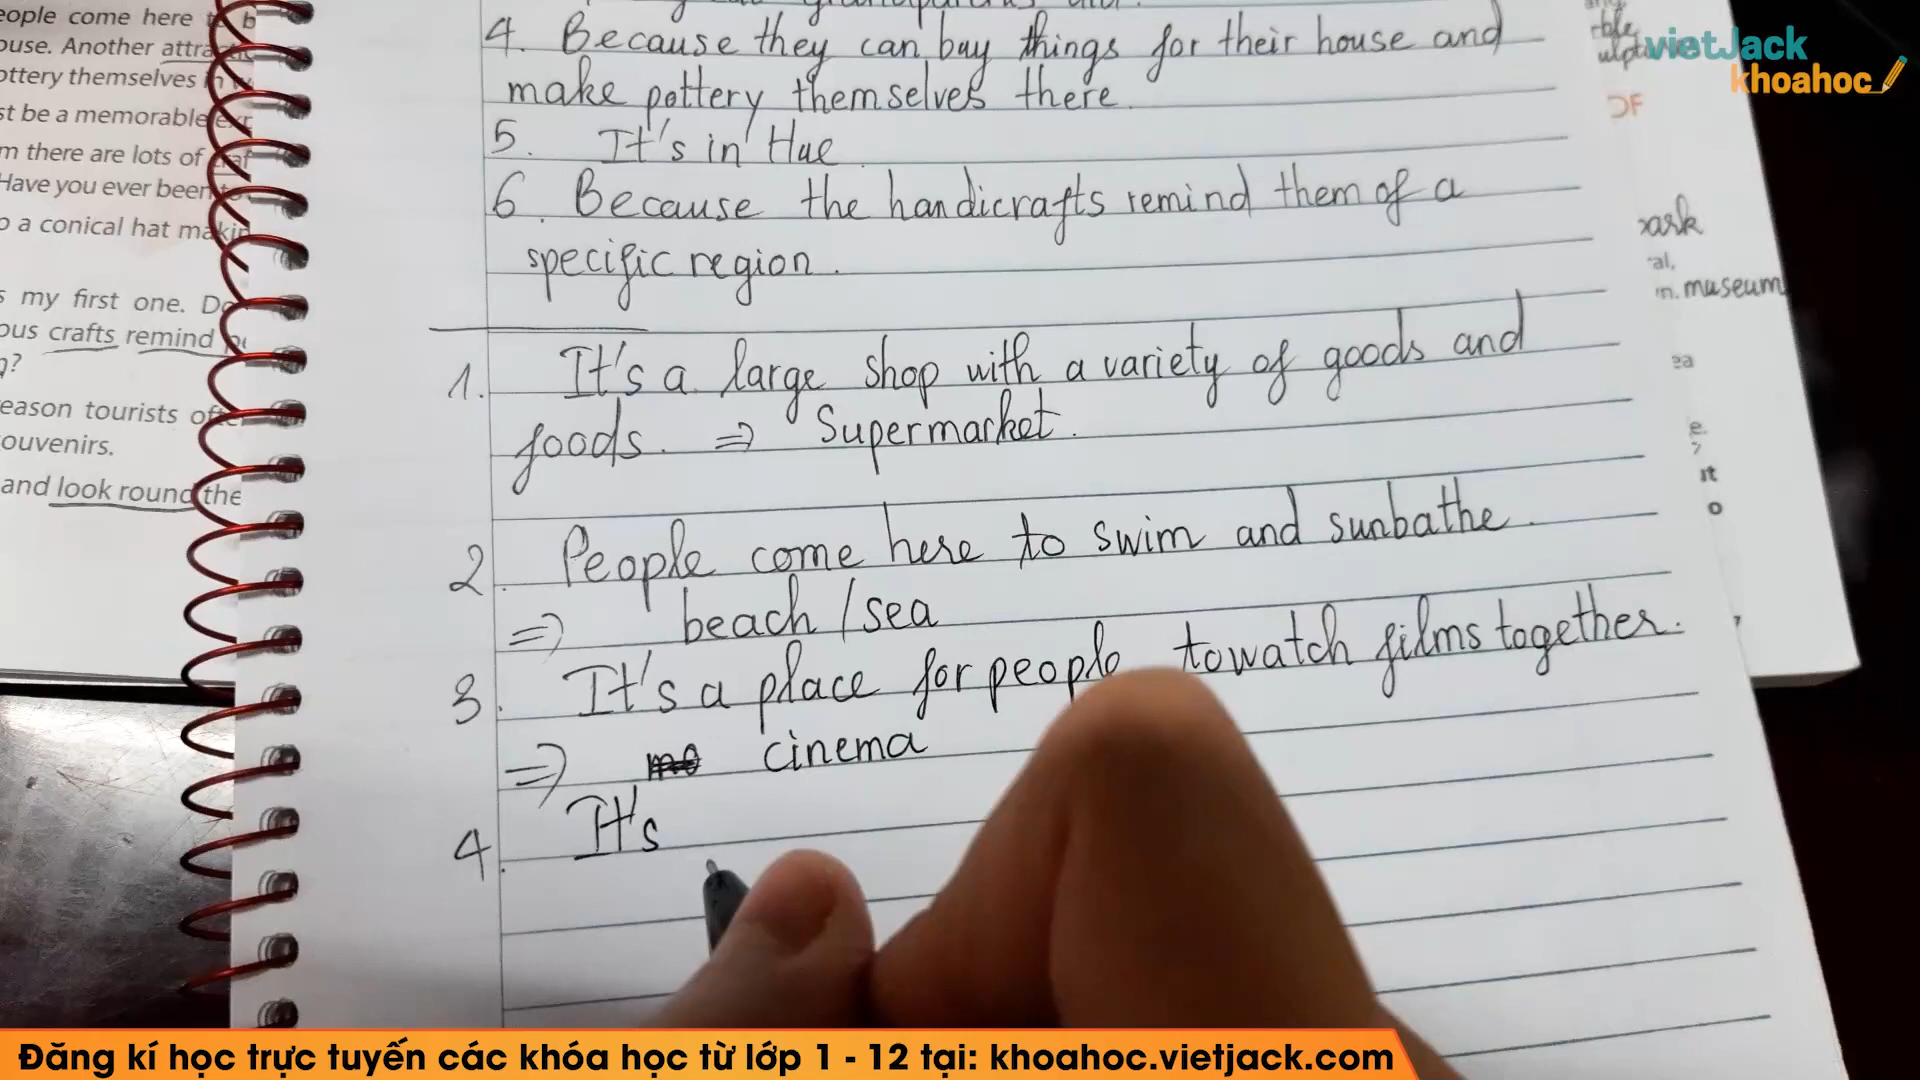 eople come here
ouse. Another attra
ottery themselves
st be a memorable
m there are lots of
Have you ever been
o a conical hat makin
s my first one. Do
ous crafts remind
eason tourists
ouvenirs.
and look round the
4. Because they can buy things for their house and
make pottery themselves there.
5. It's in Hue
6. Because the handicrafts remind them of a
specific region.
1. It's a large shop with a variety of goods and
foods. ⇒ Supermarket.
2. People come here to swim and sunbathe.
⇒ beach/sea
3. It's a place for people to watch films together.
⇒ cinema
4. It's
vietJack
khoahoc
museum
Đăng kí học trực tuyến các khóa học từ lớp 1 - 12 tại: khoahoc.vietjack.com